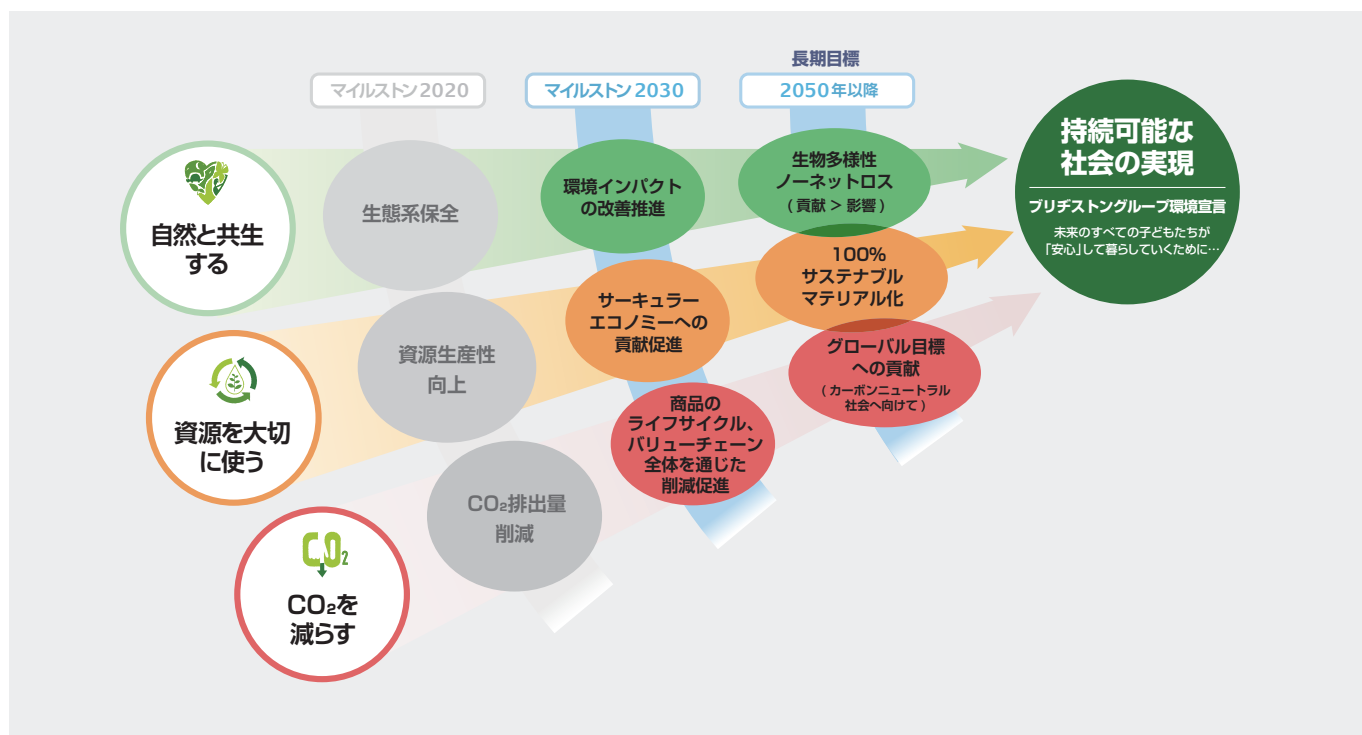 長期目標
マイルストン2020
マイルストン2030
2050年以降
自然と共生
する
生態系保全
環境インパクト
の改善推進
生物多様性
ノーネットロス
(貢献 > 影響)
資源を大切
に使う
資源生産性
向上
サーキュラー
エコノミーへの
貢献促進
100%
サステナブル
マテリアル化
CO₂
CO₂を
減らす
CO₂排出量
削減
商品の
ライフサイクル、
バリューチェーン
全体を通じた
削減促進
グローバル目標
への貢献
(カーボンニュートラル
社会へ向けて)
持続可能な
社会の実現
ブリヂストングループ環境宣言
未来のすべての子どもたちが
「安心」して暮らしていくために…